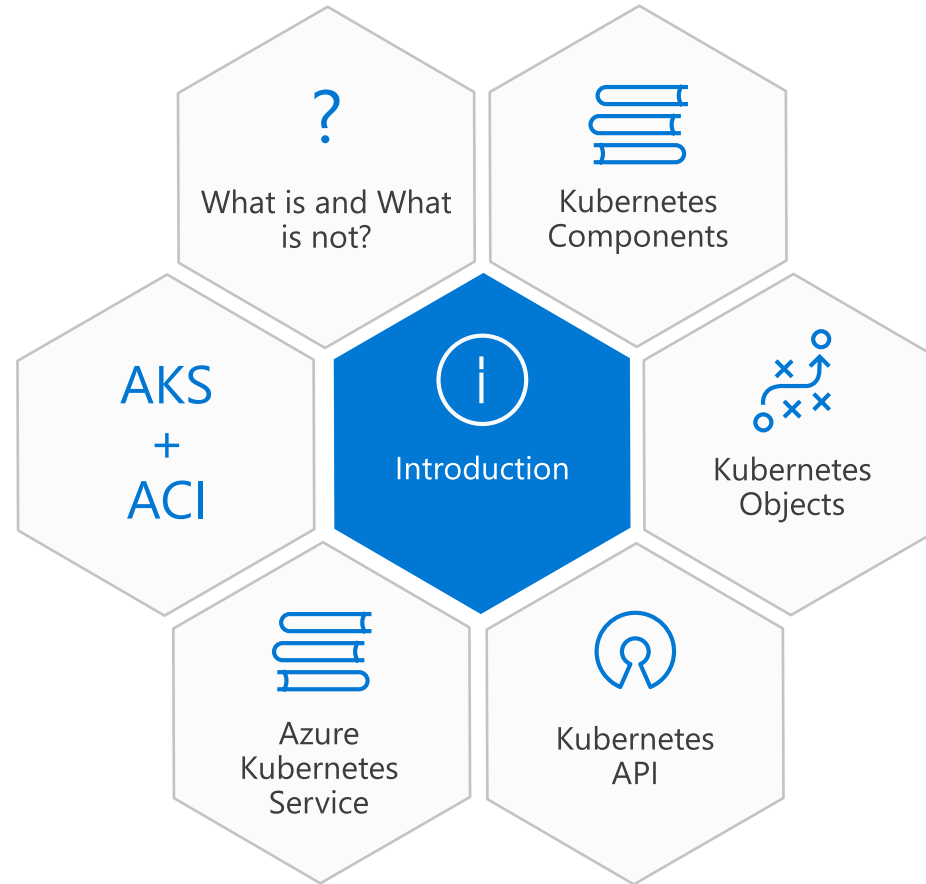 ?
What is and What
is not?
Kubernetes
Components
AKS
+
ACI
i
Introduction
Kubernetes
Objects
Azure
Kubernetes
Service
Kubernetes
API